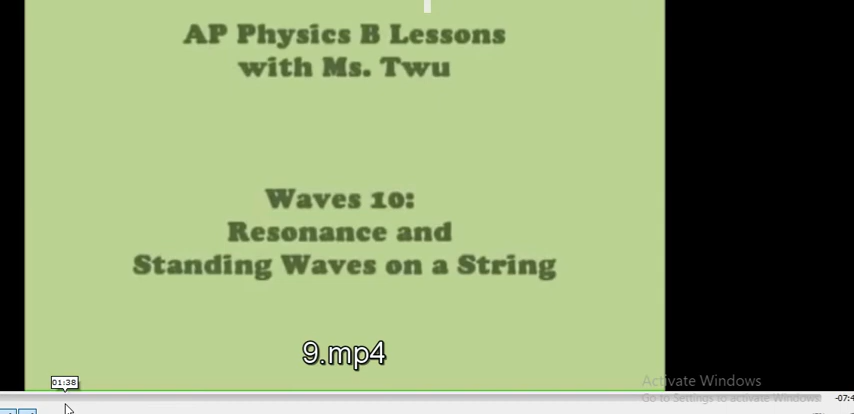 AP Physics B Lessons
with Ms. Twu
Waves 10:
Resonance and
Standing Waves on a String
9.mp4
01:38
Activate Windows
Go to Settings to activate Windows